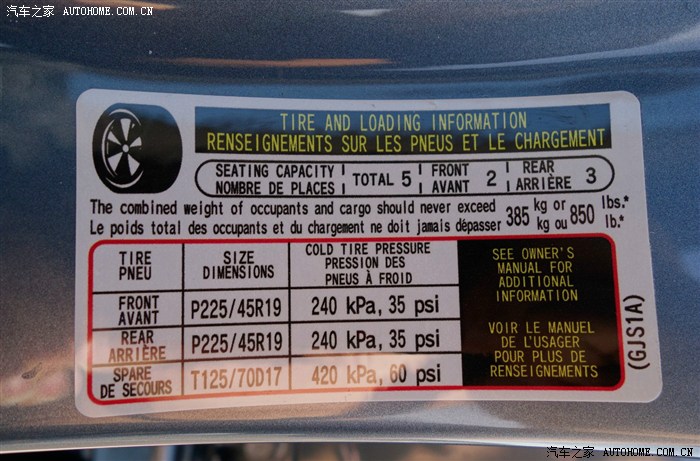 汽车之家 AUTOHOME.COM.CN
TIRE AND LOADING INFORMATION
RENSEIGNEMENTS SUR LES PNEUS ET LE CHARGEMENT
SEATING CAPACITY
NOMBRE DE PLACES
TOTAL 5
FRONT
AVANT
2
REAR
ARRIÈRE
3
The combined weight of occupants and cargo should never exceed 385 kg or 850 lbs.*
Le poids total des occupants et du chargement ne doit jamais dépasser kg ou lb.*
TIRE
PNEU
SIZE
DIMENSIONS
COLD TIRE PRESSURE
PRESSION DES
PNEUS À FROID
FRONT
AVANT
P225/45R19
240 kPa, 35 psi
REAR
ARRIÈRE
P225/45R19
240 kPa, 35 psi
SPARE
DE SECOURS
T125/70D17
420 kPa, 60 psi
SEE OWNER'S
MANUAL FOR
ADDITIONAL
INFORMATION
VOIR LE MANUEL
DE L'USAGER
POUR PLUS DE
RENSEIGNEMENTS
(GJS1A)
汽车之家 AUTOHOME.COM.CN